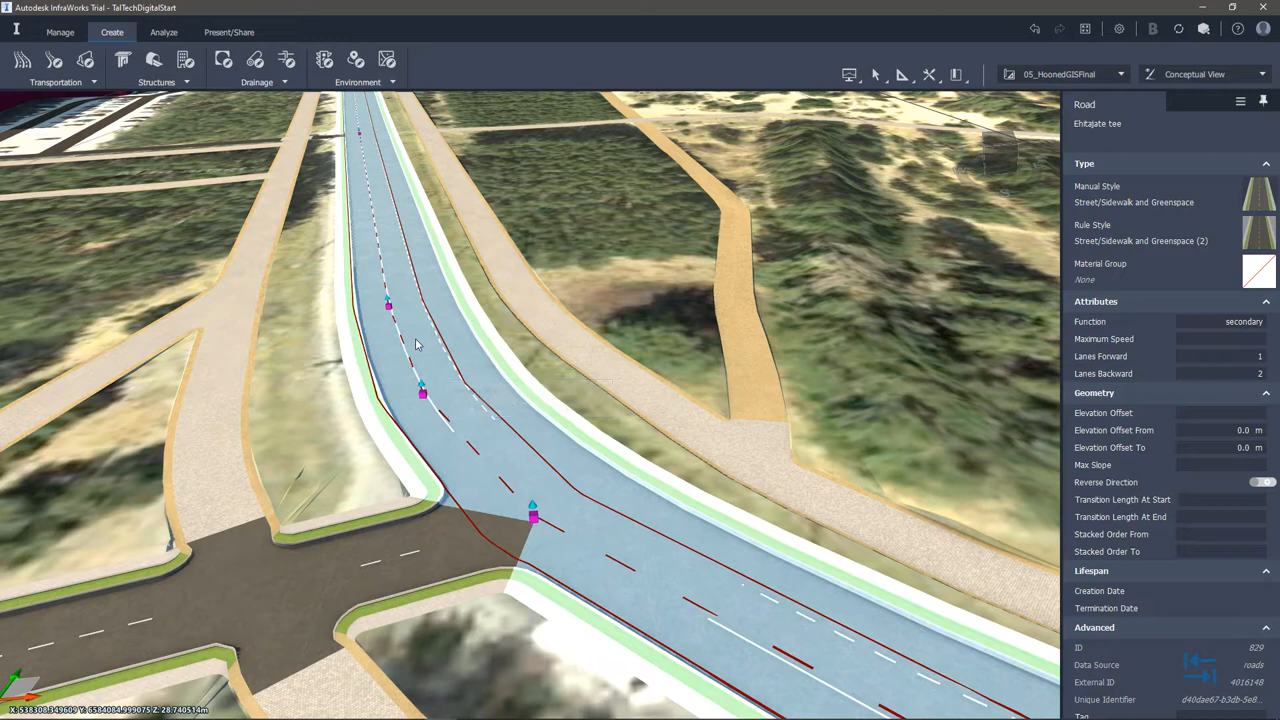 Autodesk InfraWorks Trial - TalTechDigitalStart
I
Manage
Create
Analyze
Present/Share
Transportation
Structures
Drainage
Environment
05_HoonedGISFinal
Conceptual View
Road
Ehitajate tee
Type
Manual Style
Street/Sidewalk and Greenspace
Rule Style
Street/Sidewalk and Greenspace (2)
Material Group
None
Attributes
Function secondary
Maximum Speed
Lanes Forward 1
Lanes Backward 2
Geometry
Elevation Offset
Elevation Offset From 0.0 m
Elevation Offset To 0.0 m
Max Slope
Reverse Direction
Transition Length At Start
Transition Length At End
Stacked Order From
Stacked Order To
Lifespan
Creation Date
Termination Date
Advanced
ID 829
Data Source roads
External ID 4016148
Unique Identifier d40dae67-b3db-5e8...
Tag